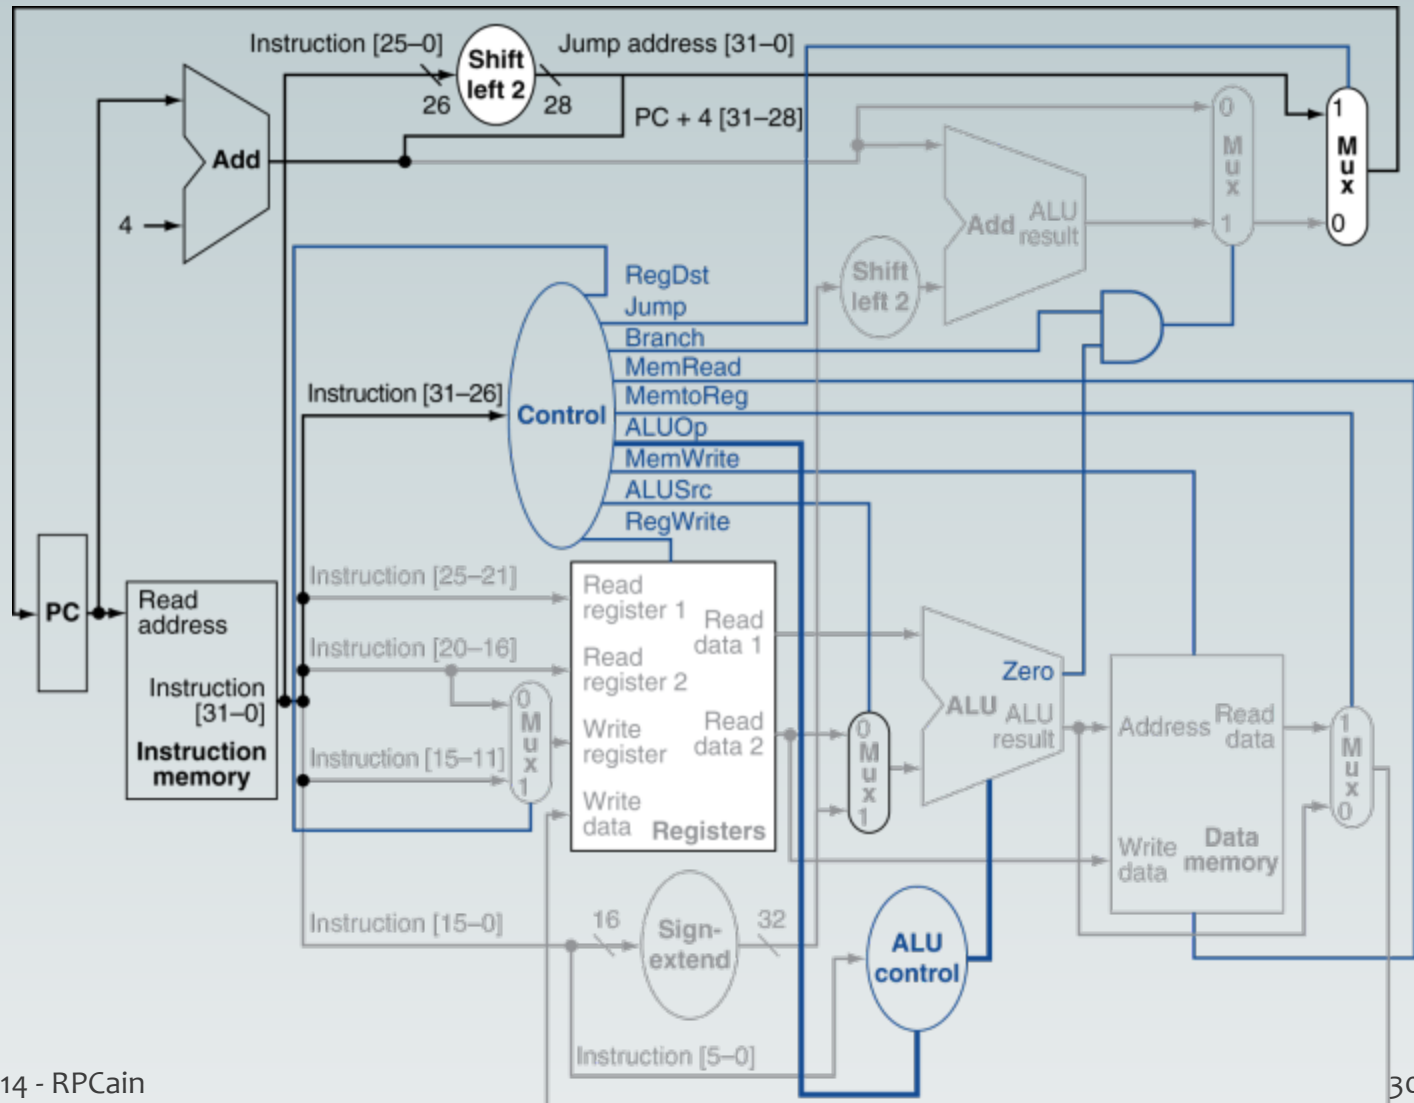 Instruction [25–0]
Shift
left 2
Jump address [31–0]
26
28
PC + 4 [31–28]
Add
4
0
M
u
x
1
1
M
u
x
0
Add
ALU
result
Shift
left 2
RegDst
Jump
Branch
MemRead
MemtoReg
ALUOp
MemWrite
ALUSrc
RegWrite
Instruction [31–26]
Control
PC
Read
address
Instruction
[31–0]
Instruction
memory
Instruction [25–21]
Instruction [20–16]
Instruction [15–11]
0
M
u
x
1
Read
register 1
Read
register 2
Write
register
Write
data
Read
data 1
Read
data 2
Registers
0
M
u
x
1
Zero
ALU
ALU
result
Address
Read
data
Write
data
Data
memory
1
M
u
x
0
Instruction [15–0]
16
Sign-
extend
32
ALU
control
Instruction [5–0]
14 - RPCain
30